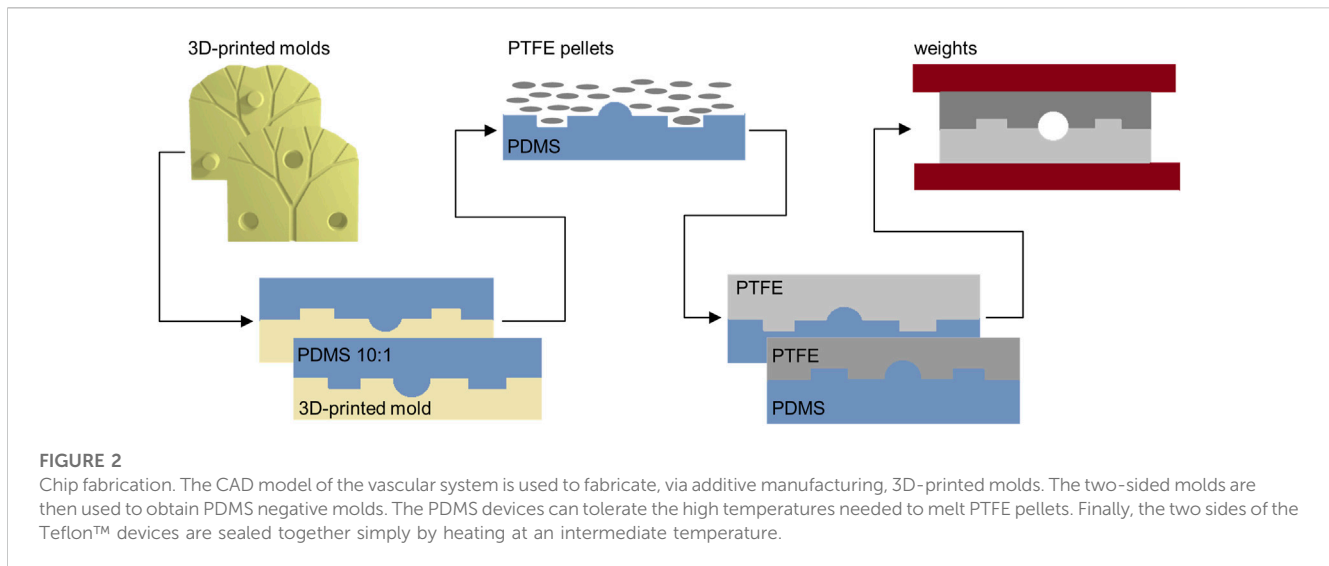 3D-printed molds
PTFE pellets
weights
PDMS
PDMS 10:1
3D-printed mold
PTFE
PTFE
PDMS
FIGURE 2
Chip fabrication. The CAD model of the vascular system is used to fabricate, via additive manufacturing, 3D-printed molds. The two-sided molds are
then used to obtain PDMS negative molds. The PDMS devices can tolerate the high temperatures needed to melt PTFE pellets. Finally, the two sides of the
Teflon™ devices are sealed together simply by heating at an intermediate temperature.